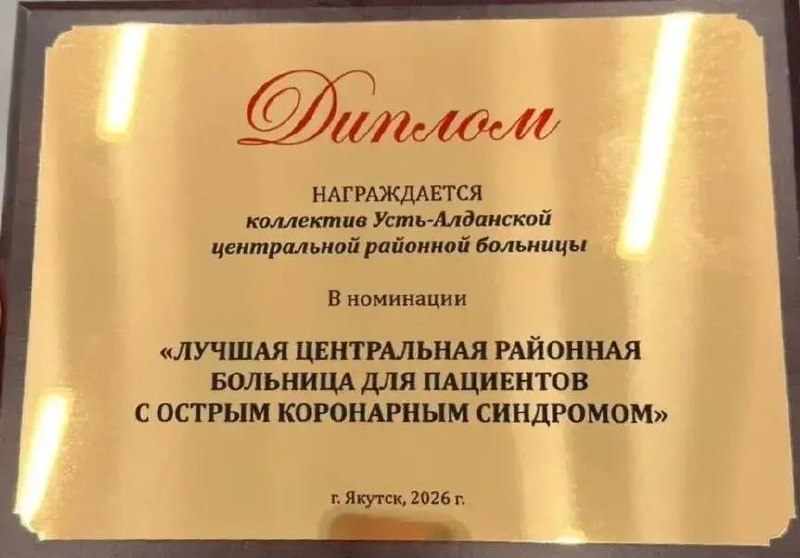 Диплом
НАГРАЖДАЕТСЯ
коллектив Усть-Алданской
центральной районной больницы
В номинации
«ЛУЧШАЯ ЦЕНТРАЛЬНАЯ РАЙОННАЯ
БОЛЬНИЦА ДЛЯ ПАЦИЕНТОВ
С ОСТРЫМ КОРОНАРНЫМ СИНДРОМОМ»
г. Якутск, 2026 г.